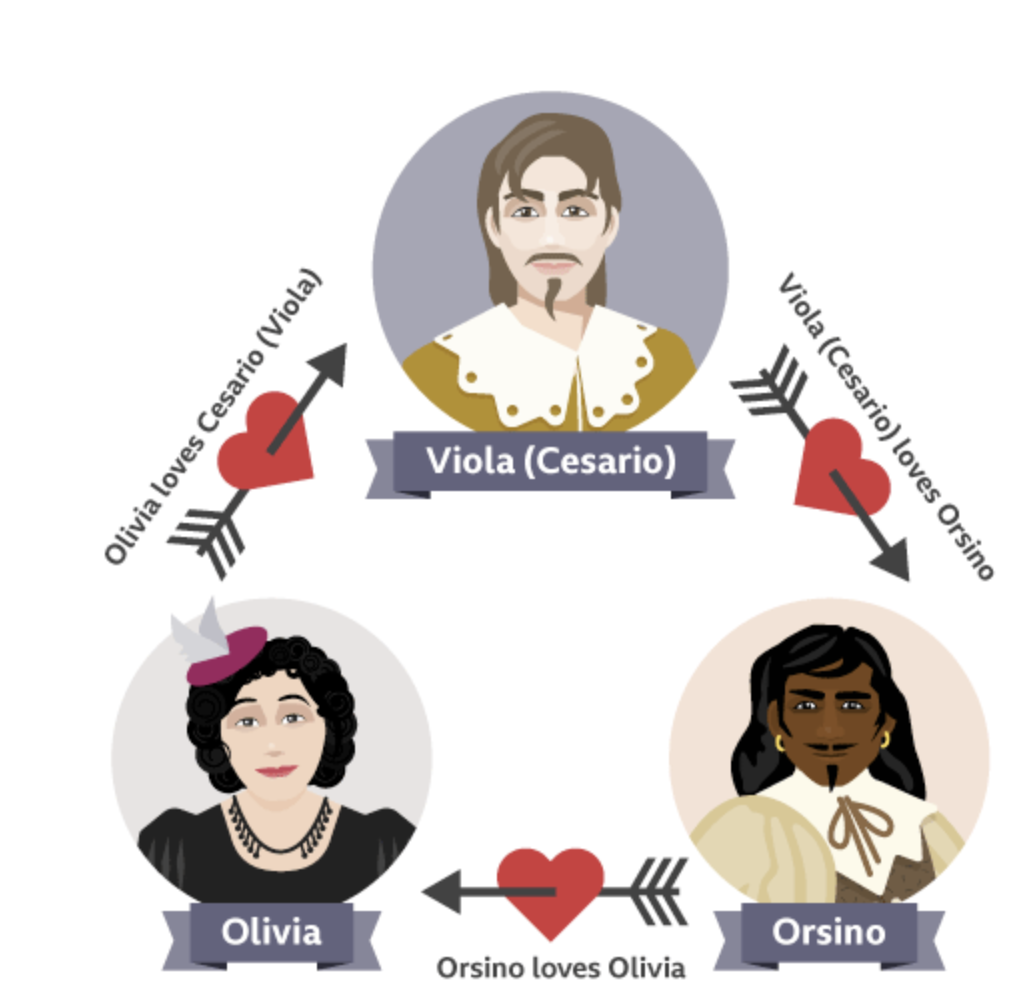 Olivia loves Cesario (Viola)
Viola (Cesario) loves Orsino
Viola (Cesario)
Olivia
Orsino
Orsino loves Olivia